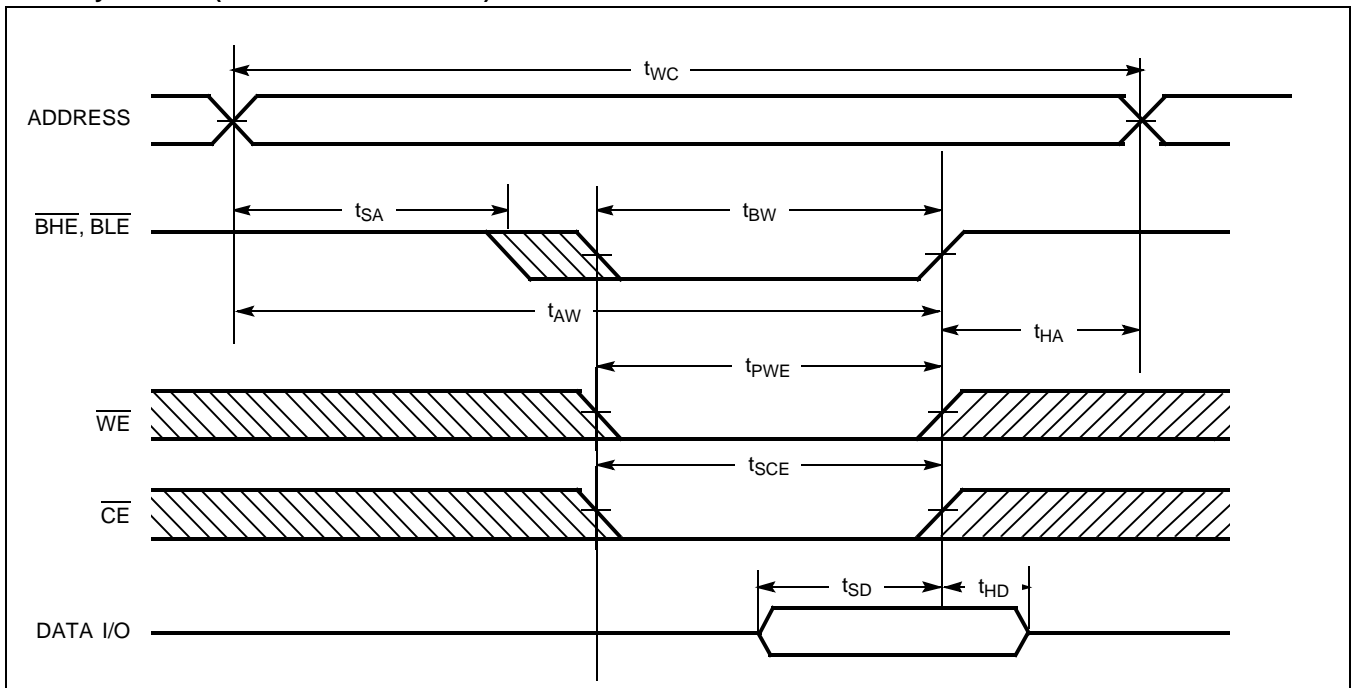 tWC
ADDRESS
tSA
tBW
BHE, BLE
tAW
tHA
tPWE
WE
tSCE
CE
tSD
tHD
DATA I/O